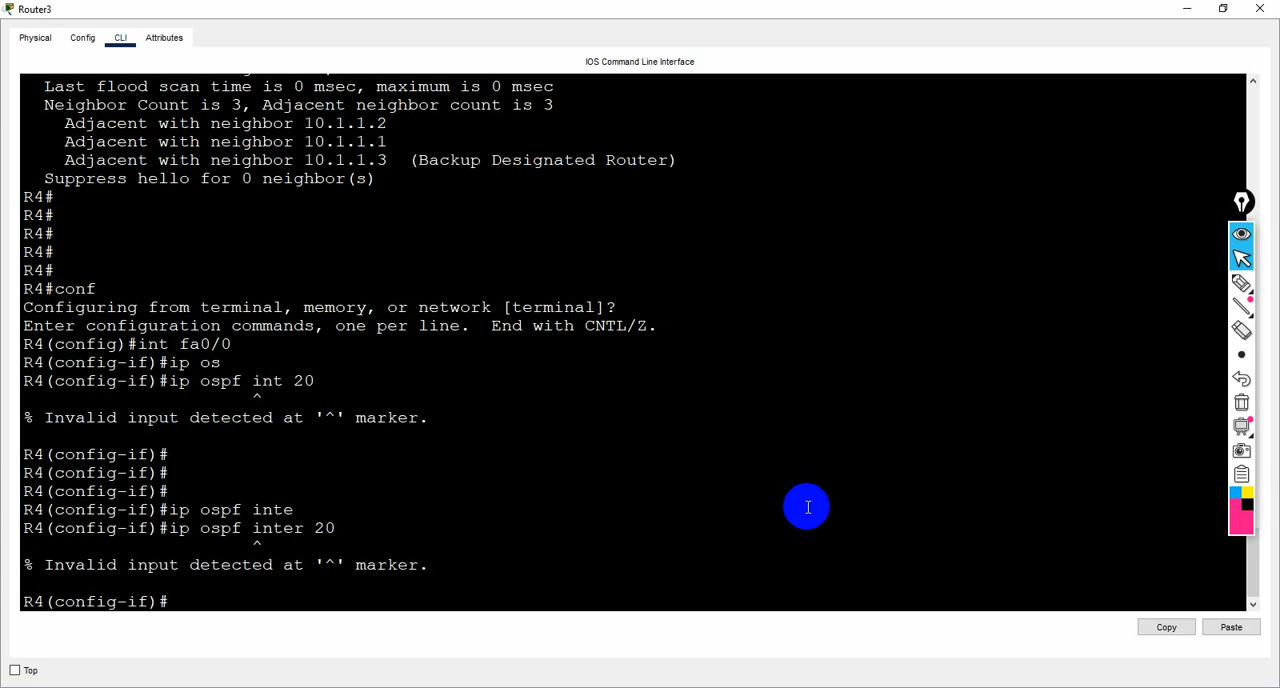 Router3
Physical Config CLI Attributes
IOS Command Line Interface
Last flood scan time is 0 msec, maximum is 0 msec
Neighbor Count is 3, Adjacent neighbor count is 3
Adjacent with neighbor 10.1.1.2
Adjacent with neighbor 10.1.1.1
Adjacent with neighbor 10.1.1.3 (Backup Designated Router)
Suppress hello for 0 neighbor(s)
R4#
R4#
R4#
R4#
R4#
R4#conf
Configuring from terminal, memory, or network [terminal]?
Enter configuration commands, one per line. End with CNTL/Z.
R4(config)#int fa0/0
R4(config-if)#ip os
R4(config-if)#ip ospf int 20
^
% Invalid input detected at '^' marker.
R4(config-if)#
R4(config-if)#
R4(config-if)#
R4(config-if)#ip ospf inte
R4(config-if)#ip ospf inter 20
^
% Invalid input detected at '^' marker.
R4(config-if)#
Copy Paste
Top